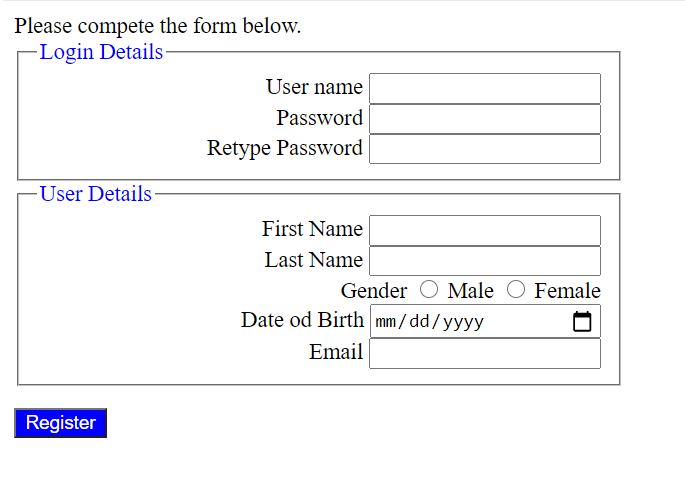 Please compete the form below.
Login Details
User name
Password
Retype Password
User Details
First Name
Last Name
Gender Male Female
Date od Birth mm/dd/yyyy
Email
Register